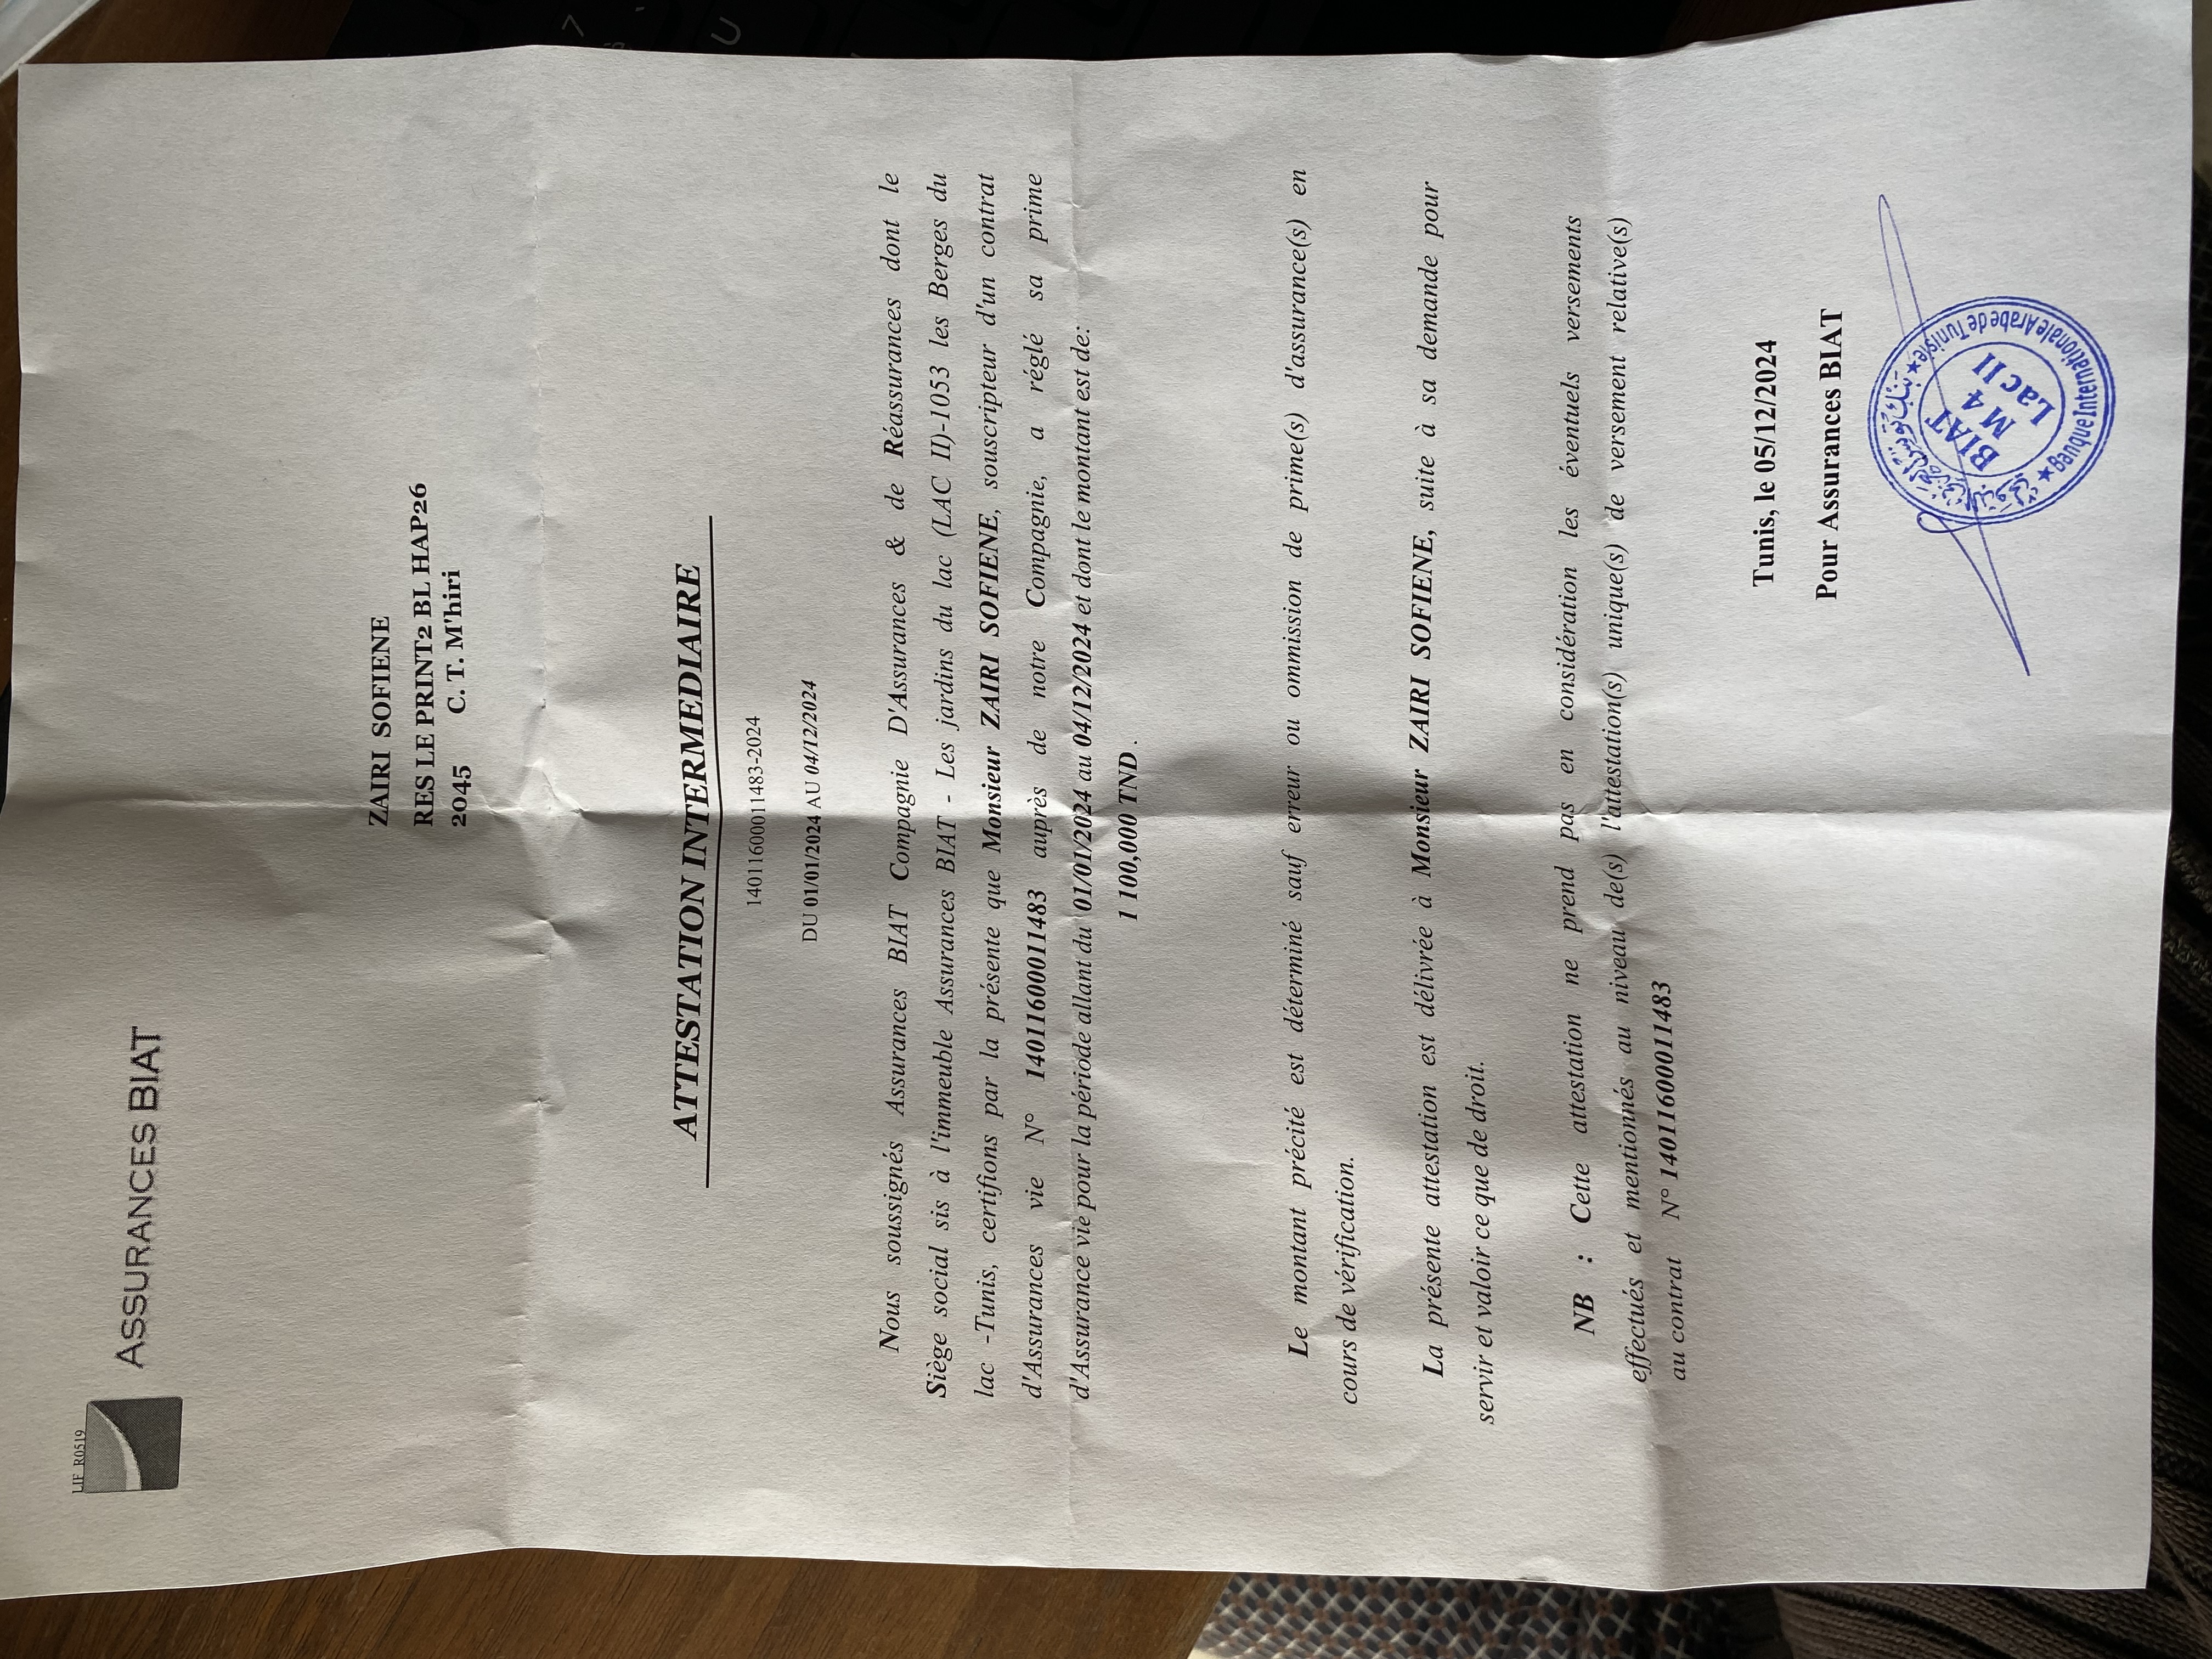 LIF_R0519
ASSURANCES BIAT
ZAIRI SOFIENE
RES LE PRINT2 BL HAP26
2045 C. T. M'hiri
ATTESTATION INTERMEDIAIRE
14011600011483-2024
DU 01/01/2024 AU 04/12/2024
Nous soussignés Assurances BIAT Compagnie D'Assurances & de Réassurances dont le
Siège social sis à l'immeuble Assurances BIAT - Les jardins du lac (LAC II)-1053 les Berges du
lac -Tunis, certifions par la présente que Monsieur ZAIRI SOFIENE, souscripteur d'un contrat
d'Assurances vie N° 14011600011483 auprès de notre Compagnie, a réglé sa prime
d'Assurance vie pour la période allant du 01/01/2024 au 04/12/2024 et dont le montant est de:
1 100,000 TND .
Le montant précité est déterminé sauf erreur ou ommission de prime(s) d'assurance(s) en
cours de vérification.
La présente attestation est délivrée à Monsieur ZAIRI SOFIENE, suite à sa demande pour
servir et valoir ce que de droit.
NB : Cette attestation ne prend pas en considération les éventuels versements
effectués et mentionnés au niveau de(s) l'attestation(s) unique(s) de versement relative(s)
au contrat N° 14011600011483
Tunis, le 05/12/2024
Pour Assurances BIAT
بنك تونس العربي الدولي
BIAT
M 4
Lac II
Banque Internationale Arabe de Tunisie